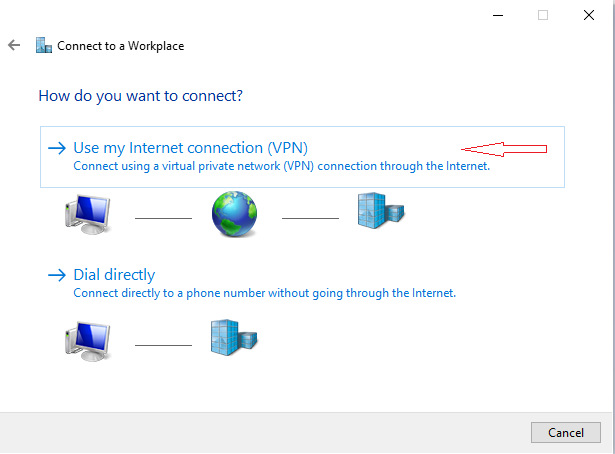 Connect to a Workplace
How do you want to connect?
Use my Internet connection (VPN)
Connect using a virtual private network (VPN) connection through the Internet.
Dial directly
Connect directly to a phone number without going through the Internet.
Cancel